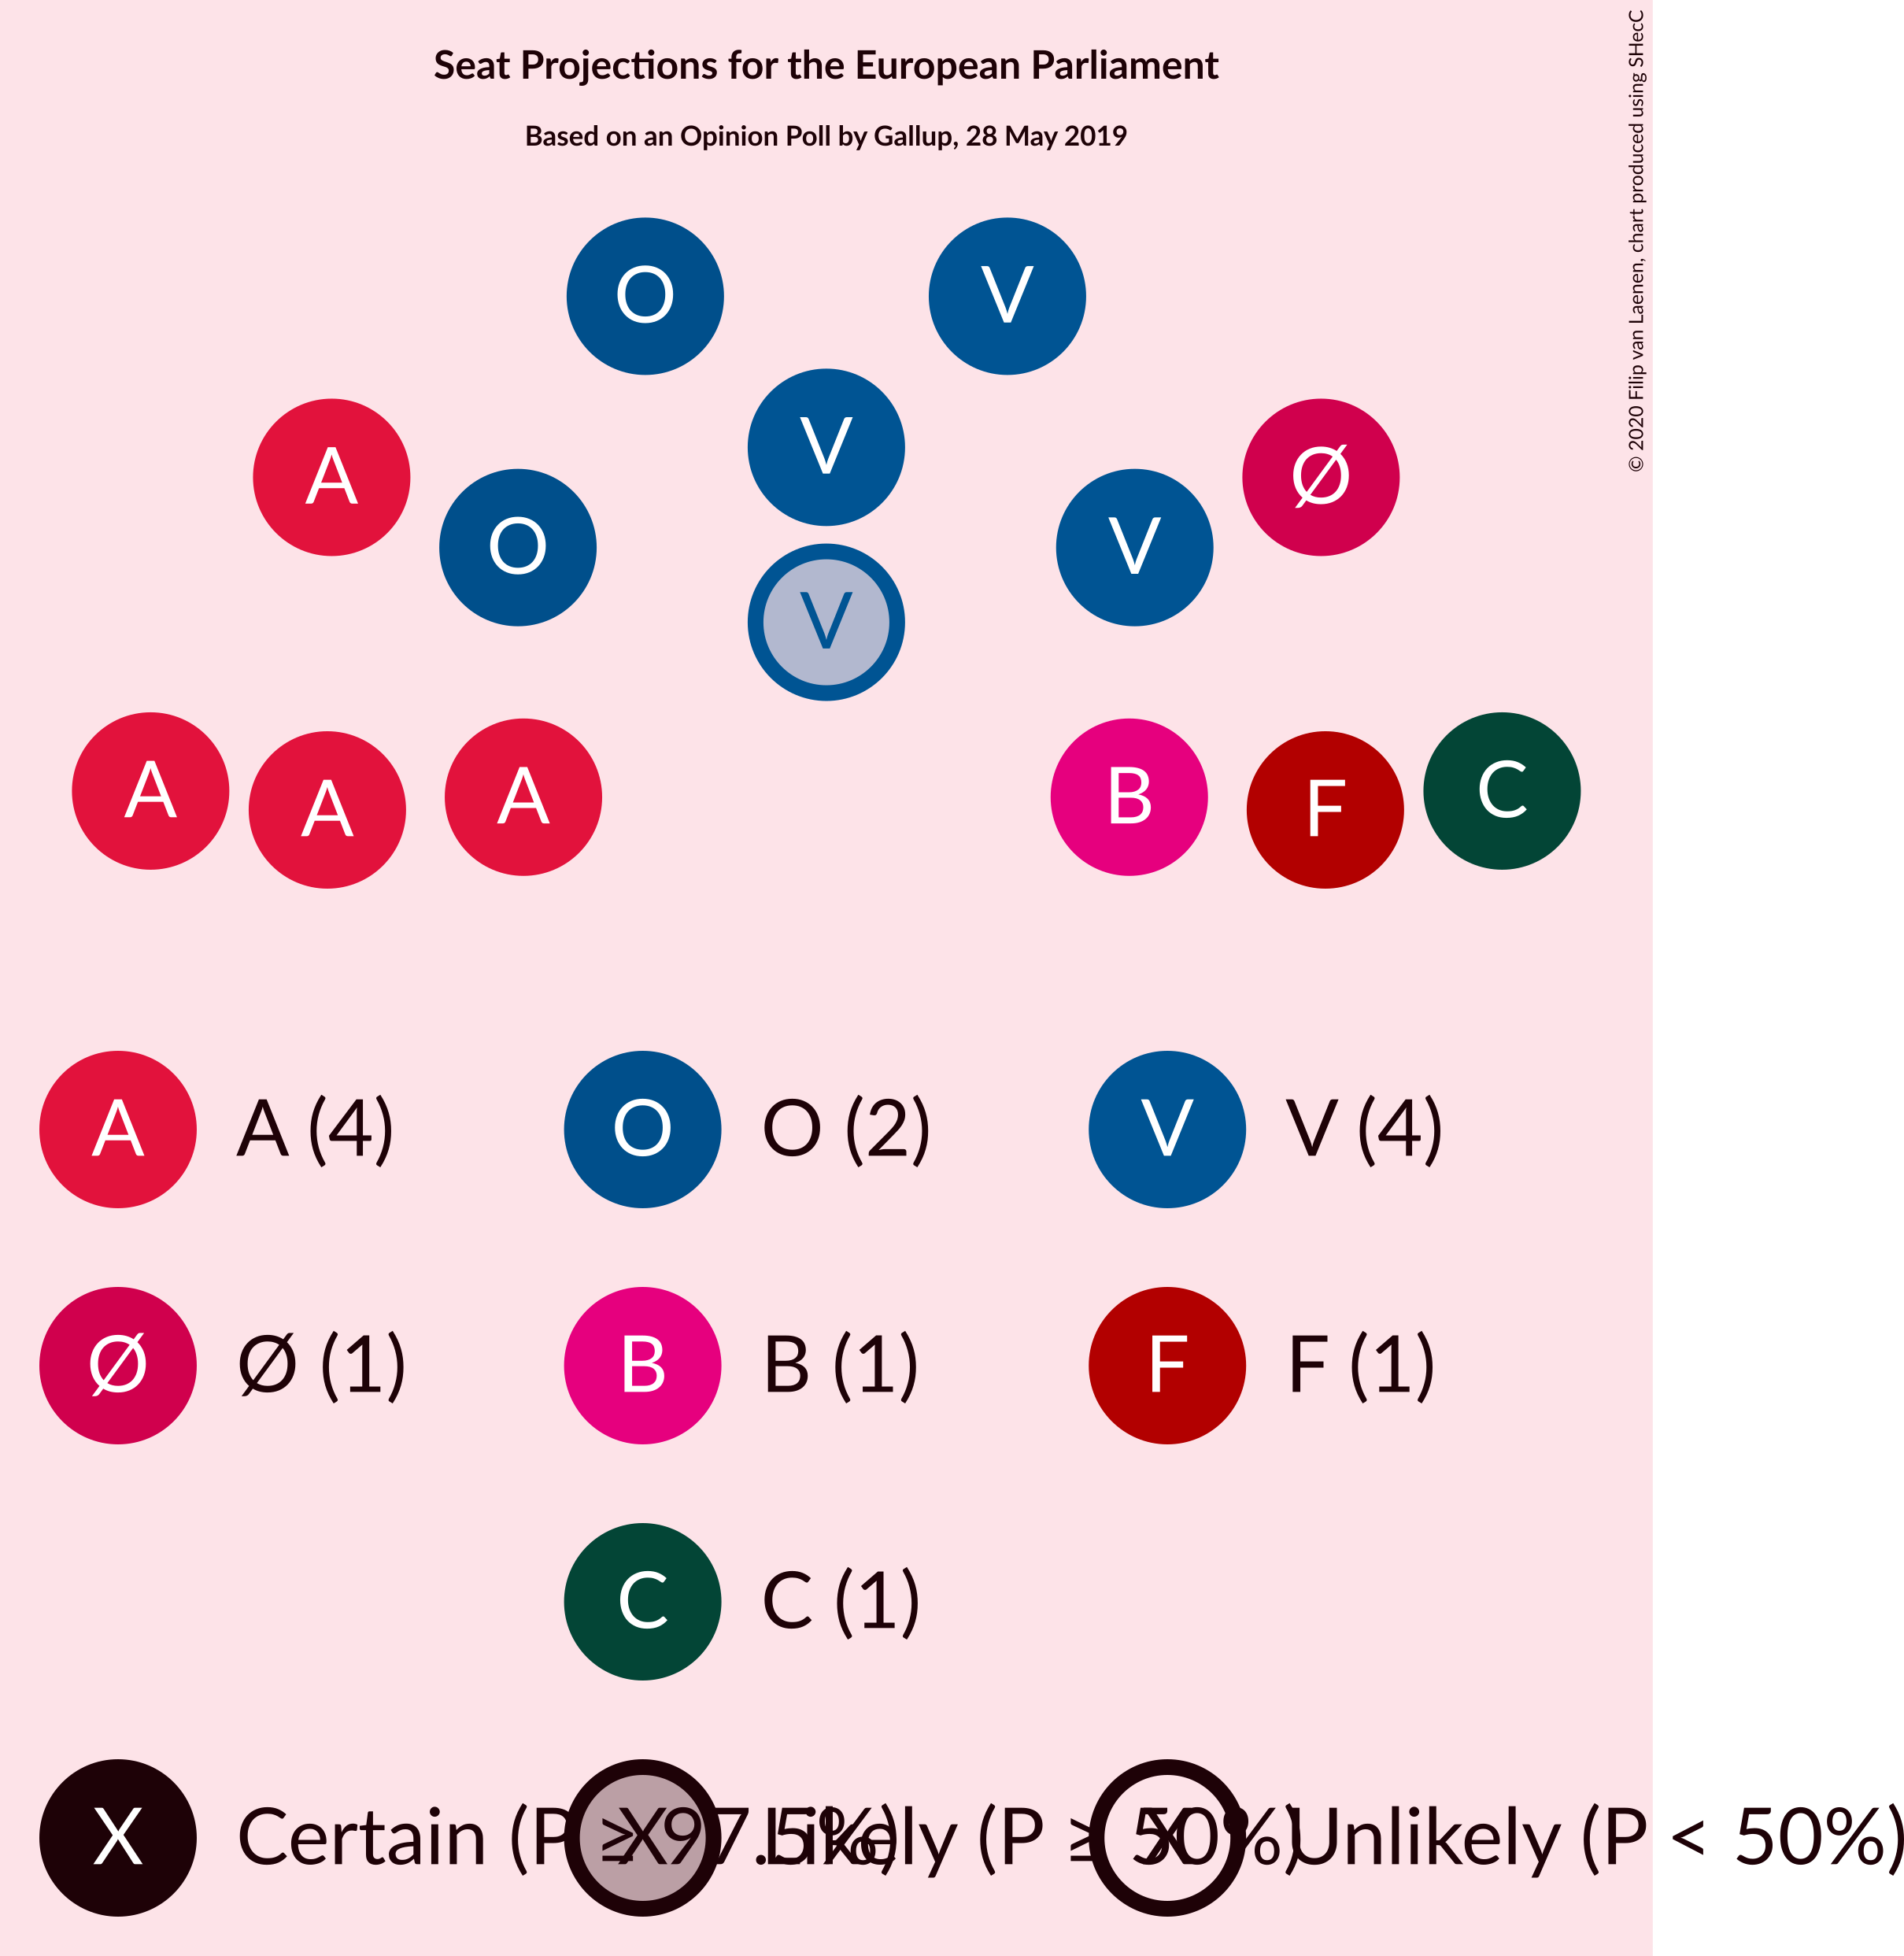 Seat Projections for the European Parliament
Based on an Opinion Poll by Gallup, 28 May 2019
© 2020 Filip van Laenen, chart produced using SHecC
O V
A V Ø
O V
V
A A A B F C
A A (4) O O (2) V V (4)
Ø Ø (1) B B (1) F F (1)
C C (1)
X Certain (P ≥ 97.5%) X Likely (P ≥ 50%) X Unlikely (P < 50%)